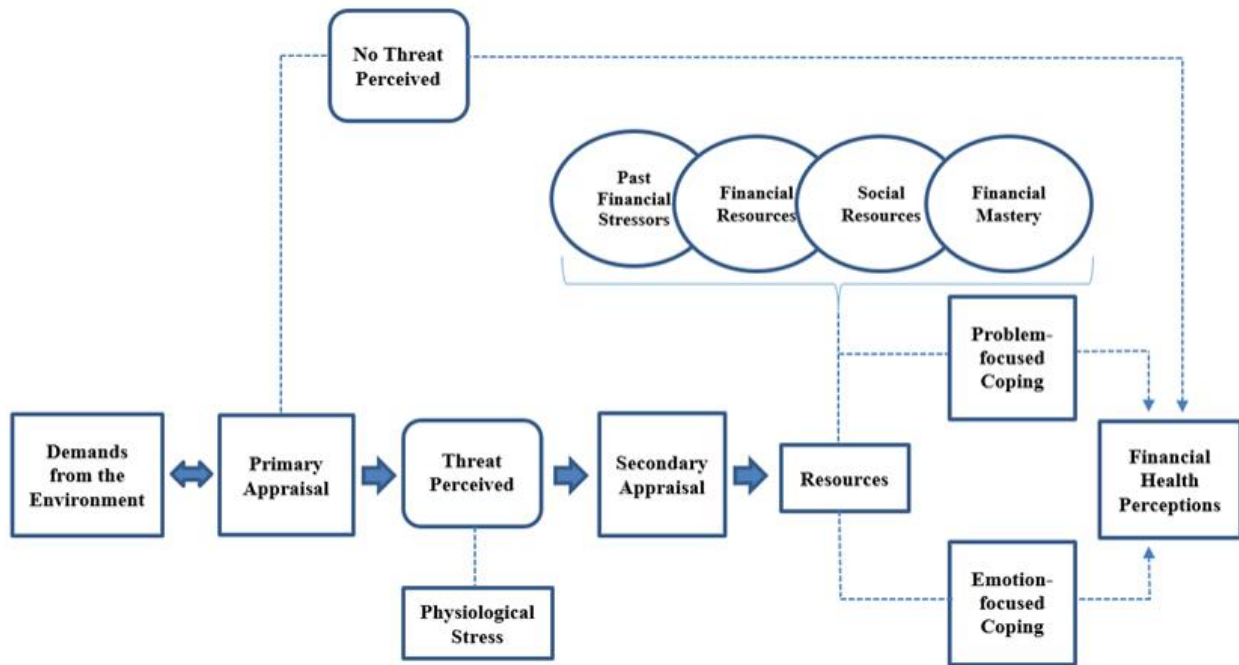 No Threat
Perceived
Past
Financial
Stressors
Financial
Resources
Social
Resources
Financial
Mastery
Problem-
focused
Coping
Demands
from the
Environment
Primary
Appraisal
Threat
Perceived
Secondary
Appraisal
Resources
Financial
Health
Perceptions
Physiological
Stress
Emotion-
focused
Coping